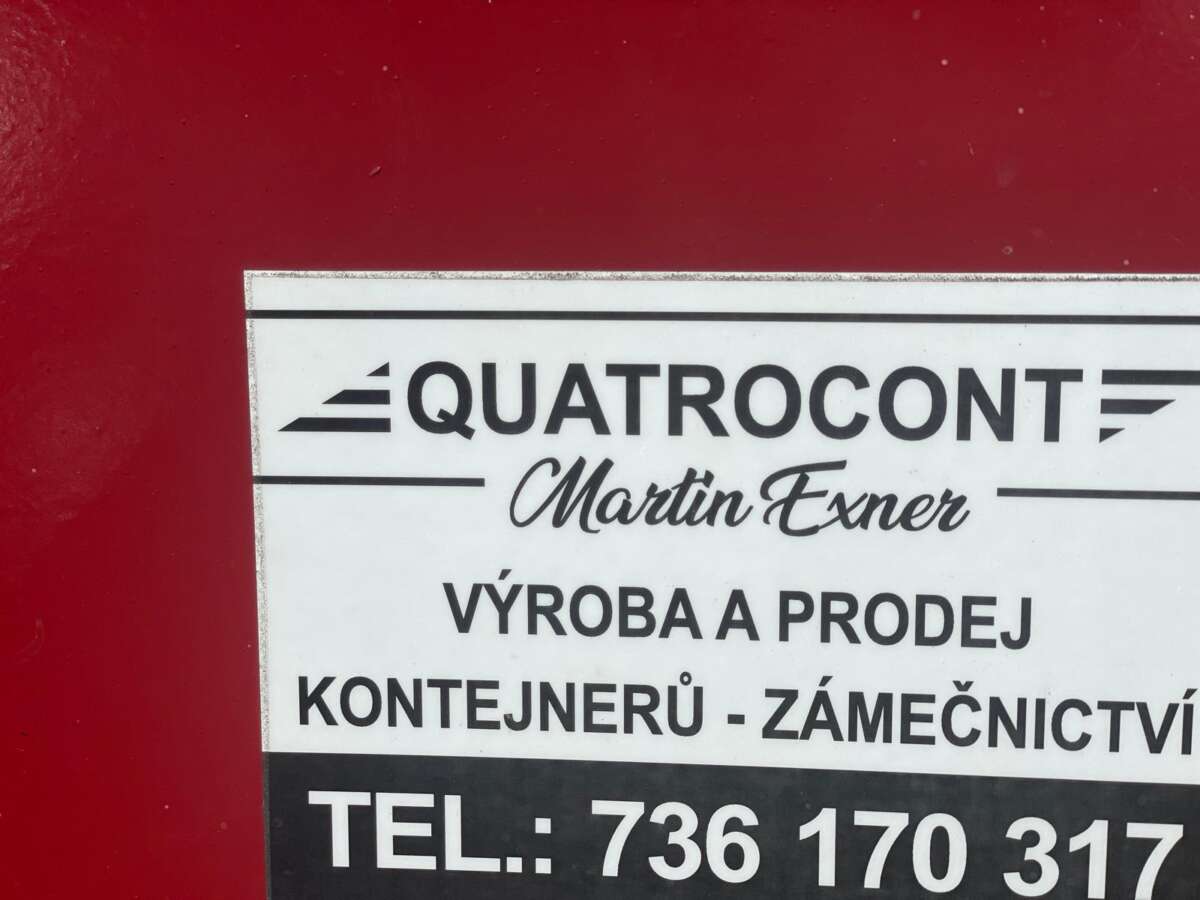 QUATROCONT
Martin Exner
VÝROBA A PRODEJ
KONTEJNERŮ - ZÁMEČNICTVÍ
TEL.: 736 170 317